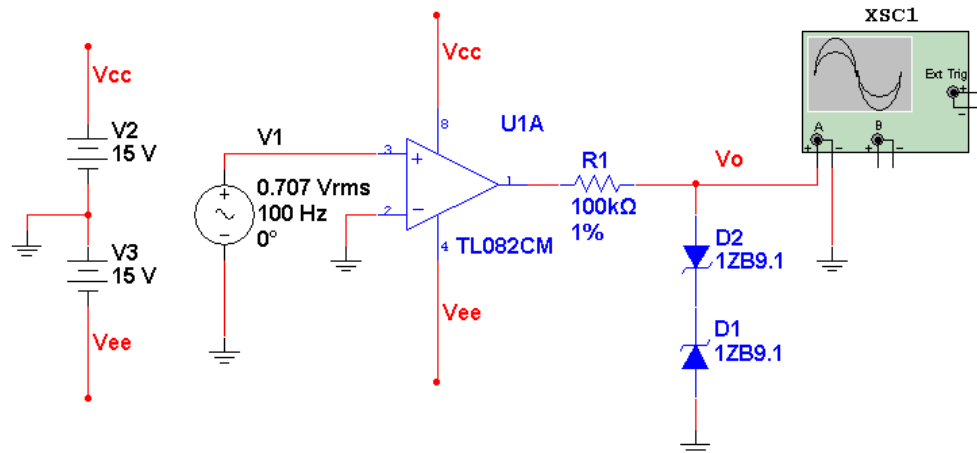 XSC1
Ext Trig
+
−
A
B
+
−
+
−
Vcc
V2
15 V
V3
15 V
Vee
V1
+
−
0.707 Vrms
100 Hz
0°
Vcc
8
U1A
3
+
2
−
1
4
TL082CM
Vee
R1
100kΩ
1%
Vo
D2
1ZB9.1
D1
1ZB9.1